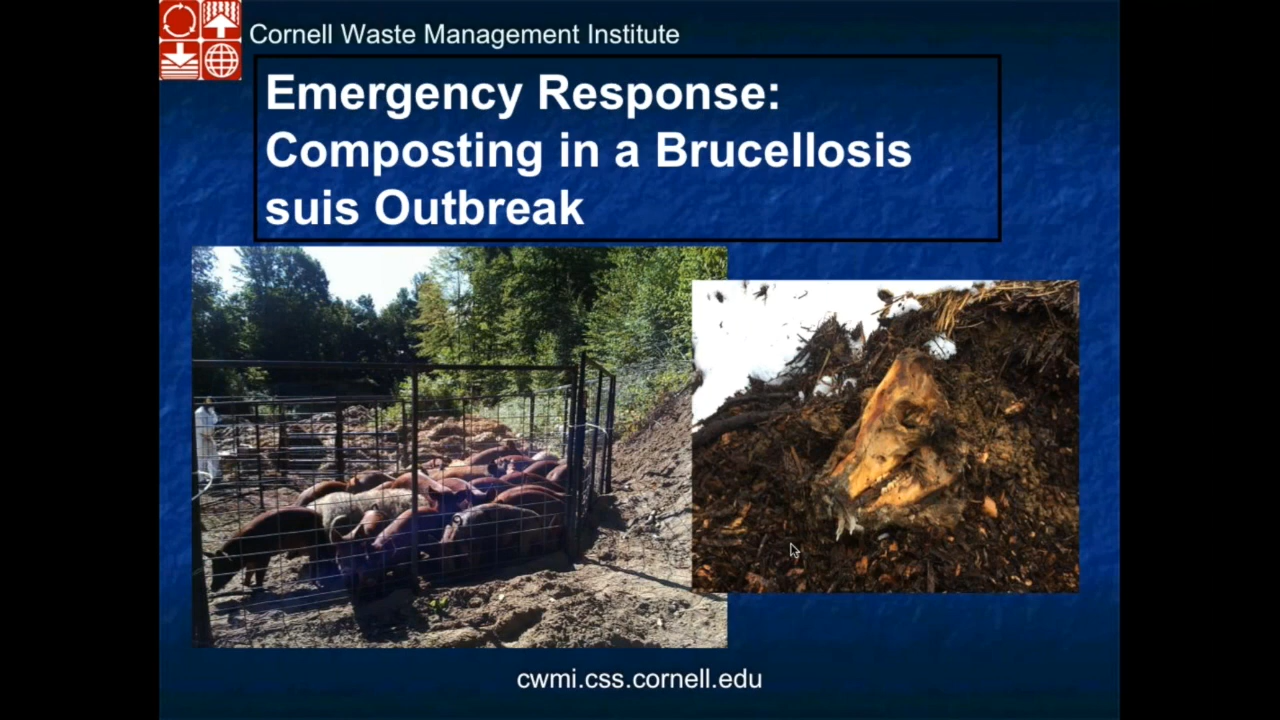 Cornell Waste Management Institute
Emergency Response:
Composting in a Brucellosis
suis Outbreak
cwmi.css.cornell.edu